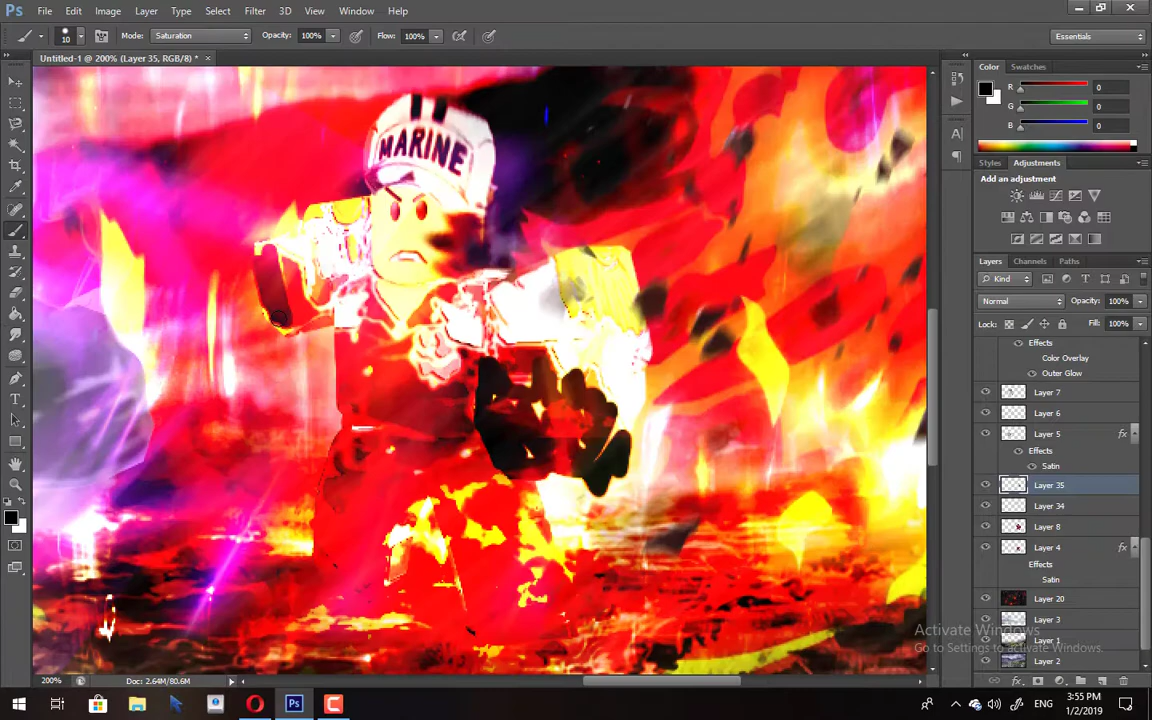 Ps File Edit Image Layer Type Select Filter 3D View Window Help
10 Mode: Saturation Opacity: 100% Flow: 100% Essentials
Untitled-1 @ 200% (Layer 35, RGB/8) *
MARINE
Color Swatches
R 0
G 0
B 0
Styles Adjustments
Add an adjustment
Layers Channels Paths
Kind
Normal Opacity: 100%
Lock: Fill: 100%
Effects
Color Overlay
Outer Glow
Layer 7
Layer 6
Layer 5 fx
Effects
Satin
Layer 35
Layer 34
Layer 8
Layer 4 fx
Effects
Satin
Layer 20
Layer 3
Layer 1
Layer 2
Activate Windows
Go to Settings to activate Windows.
200% Doc: 2.64M/80.6M
Ps ENG 3:55 PM
1/2/2019